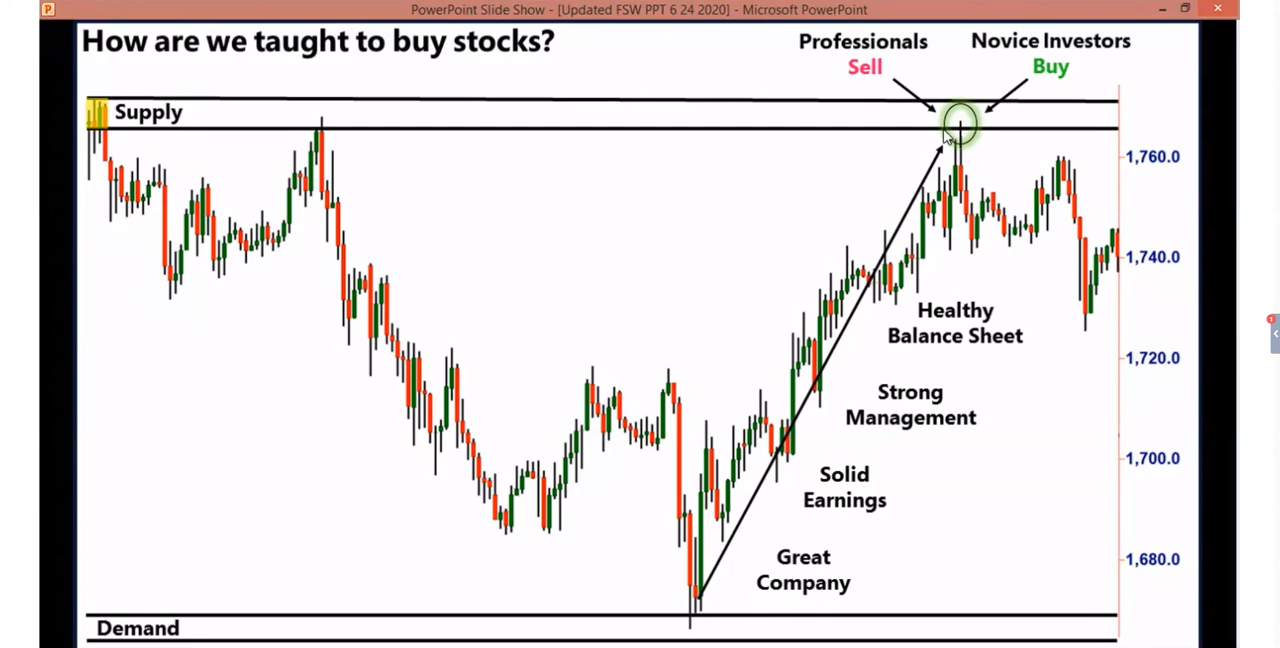 PowerPoint Slide Show - [Updated FSW PPT 6 24 2020] - Microsoft PowerPoint
How are we taught to buy stocks?
Professionals
Sell
Novice Investors
Buy
Supply
1,760.0
1,740.0
Healthy
Balance Sheet
1,720.0
Strong
Management
1,700.0
Solid
Earnings
1,680.0
Great
Company
Demand
1